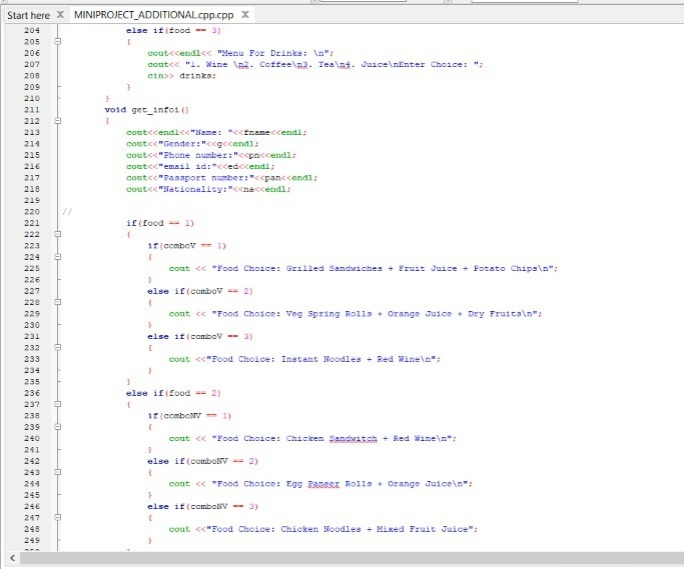 Start here X MINIPROJECT_ADDITIONAL.cpp.cpp X
204 else if(food == 3)
205 {
206 cout<<endl<< "Menu For Drinks: \n";
207 cout<< "1. Wine \n2. Coffee\n3. Tea\n4. Juice\nEnter Choice: ";
208 cin>> drinks;
209 }
210 }
211 void get_infoi()
212 {
213 cout<<endl<<"Name: "<<fname<<endl;
214 cout<<"Gender:"<<g<<endl;
215 cout<<"Phone number:"<<pn<<endl;
216 cout<<"email id:"<<ed<<endl;
217 cout<<"Passport number:"<<pan<<endl;
218 cout<<"Nationality:"<<na<<endl;
219
220 //
221 if(food == 1)
222 {
223 if(comboV == 1)
224 {
225 cout << "Food Choice: Grilled Sandwiches + Fruit Juice + Potato Chips\n";
226 }
227 else if(comboV == 2)
228 {
229 cout << "Food Choice: Veg Spring Rolls + Orange Juice + Dry Fruits\n";
230 }
231 else if(comboV == 3)
232 {
233 cout <<"Food Choice: Instant Noodles + Red Wine\n";
234 }
235 }
236 else if(food == 2)
237 {
238 if(comboNV == 1)
239 {
240 cout << "Food Choice: Chicken Sandwitch + Red Wine\n";
241 }
242 else if(comboNV == 2)
243 {
244 cout << "Food Choice: Egg Paneer Rolls + Orange Juice\n";
245 }
246 else if(comboNV == 3)
247 {
248 cout <<"Food Choice: Chicken Noodles + Mixed Fruit Juice";
249 }